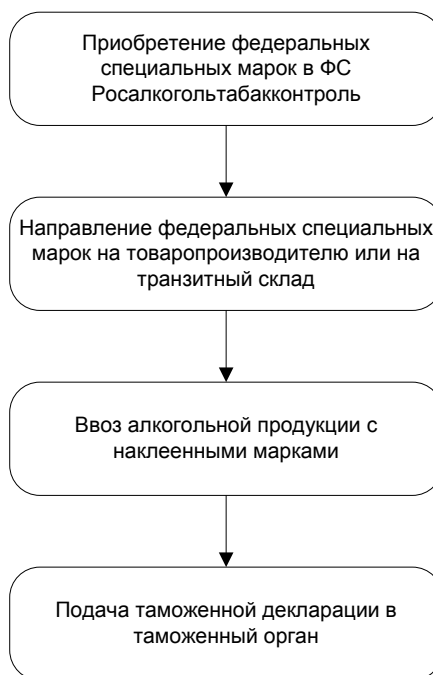 Приобретение федеральных
специальных марок в ФС
Росалкогольтабакконтроль
Направление федеральных специальных
марок на товаропроизводителю или на
транзитный склад
Ввоз алкогольной продукции с
наклеенными марками
Подача таможенной декларации в
таможенный орган